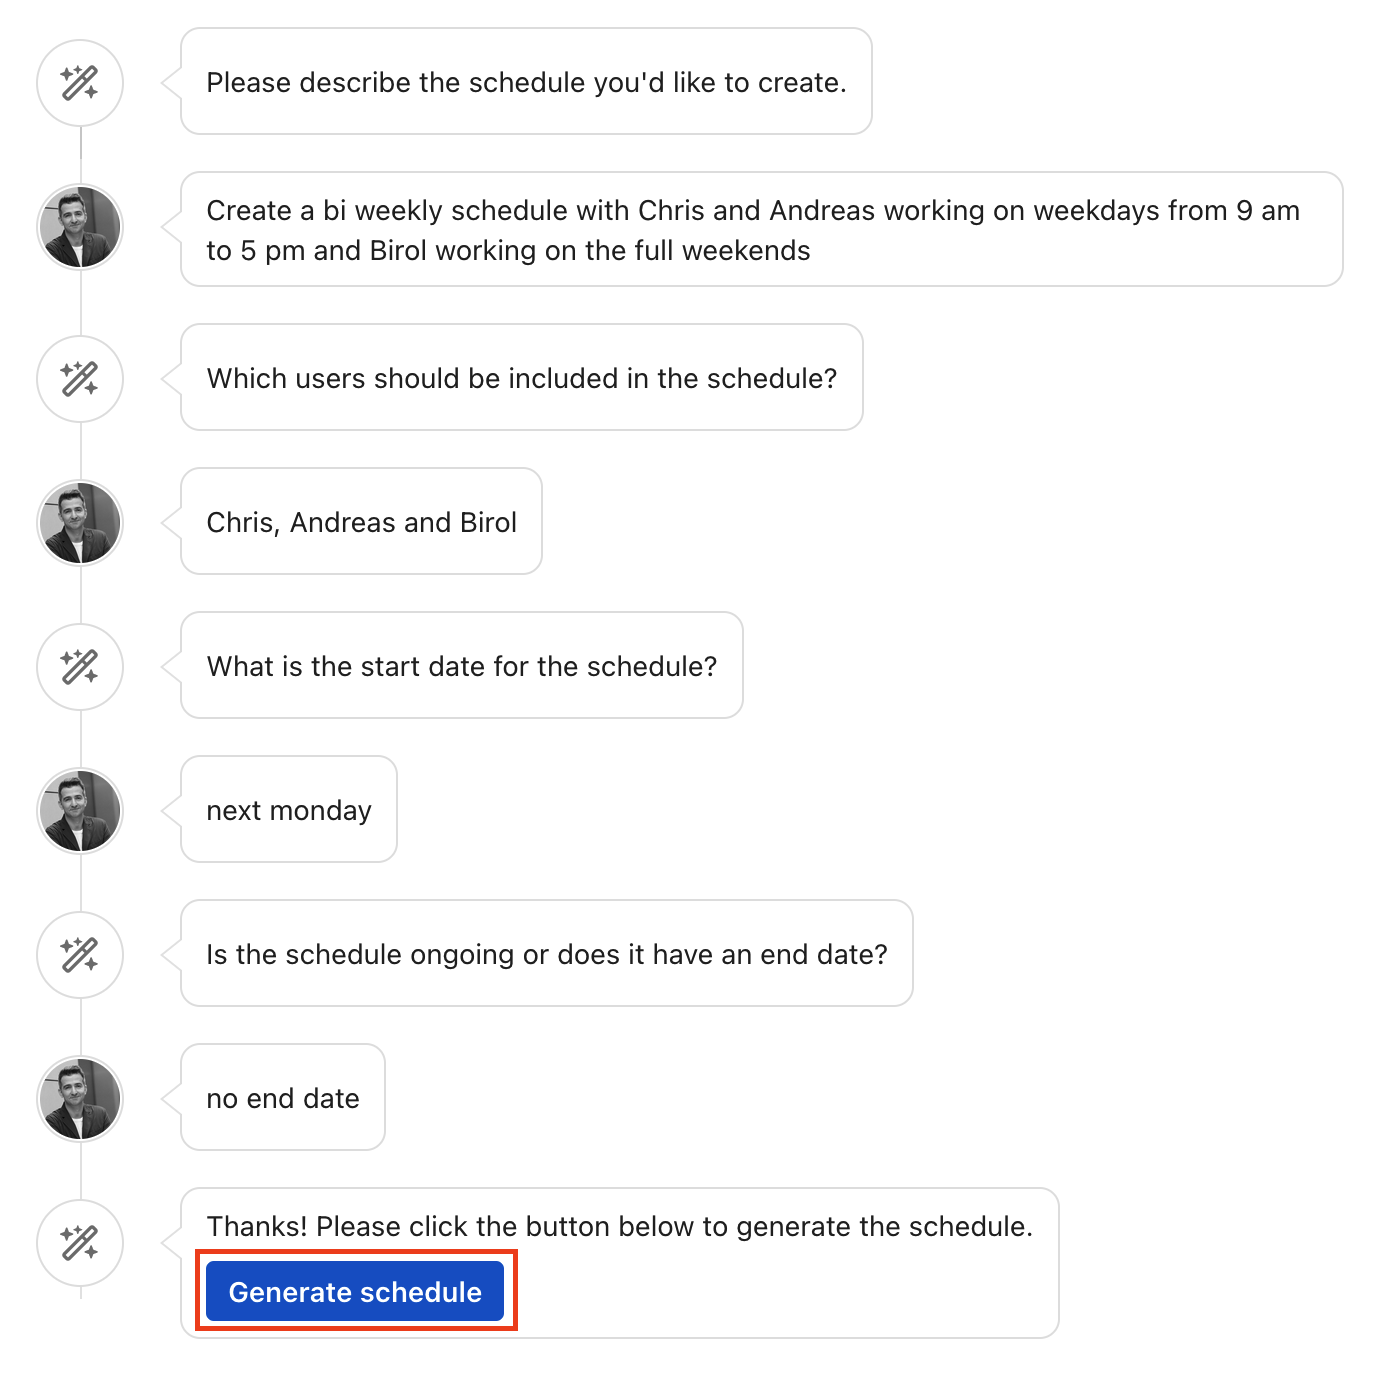 Please describe the schedule you'd like to create.
Create a bi weekly schedule with Chris and Andreas working on weekdays from 9 am
to 5 pm and Birol working on the full weekends
Which users should be included in the schedule?
Chris, Andreas and Birol
What is the start date for the schedule?
next monday
Is the schedule ongoing or does it have an end date?
no end date
Thanks! Please click the button below to generate the schedule.
Generate schedule